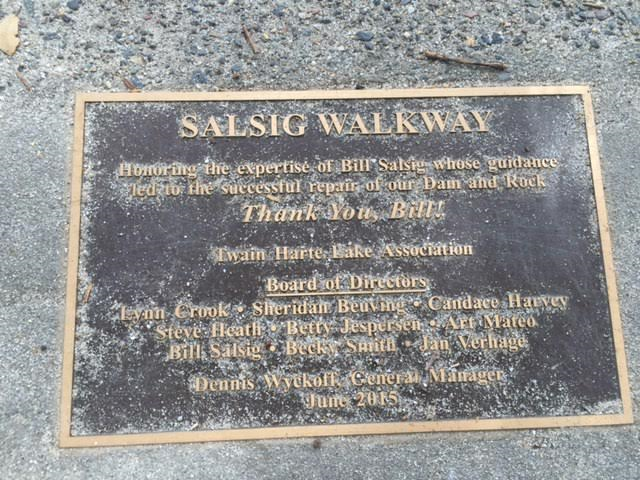 SALSIG WALKWAY
Honoring the expertise of Bill Salsig whose guidance
led to the successful repair of our Dam and Rock
Thank You, Bill!
Twain Harte Lake Association
Board of Directors
Lynn Crook • Sheridan Beuving • Candace Harvey
Steve Heath • Betty Jespersen • Art Mateo
Bill Salsig • Becky Smith • Jan Verhage
Dennis Wyckoff, General Manager
June 2015